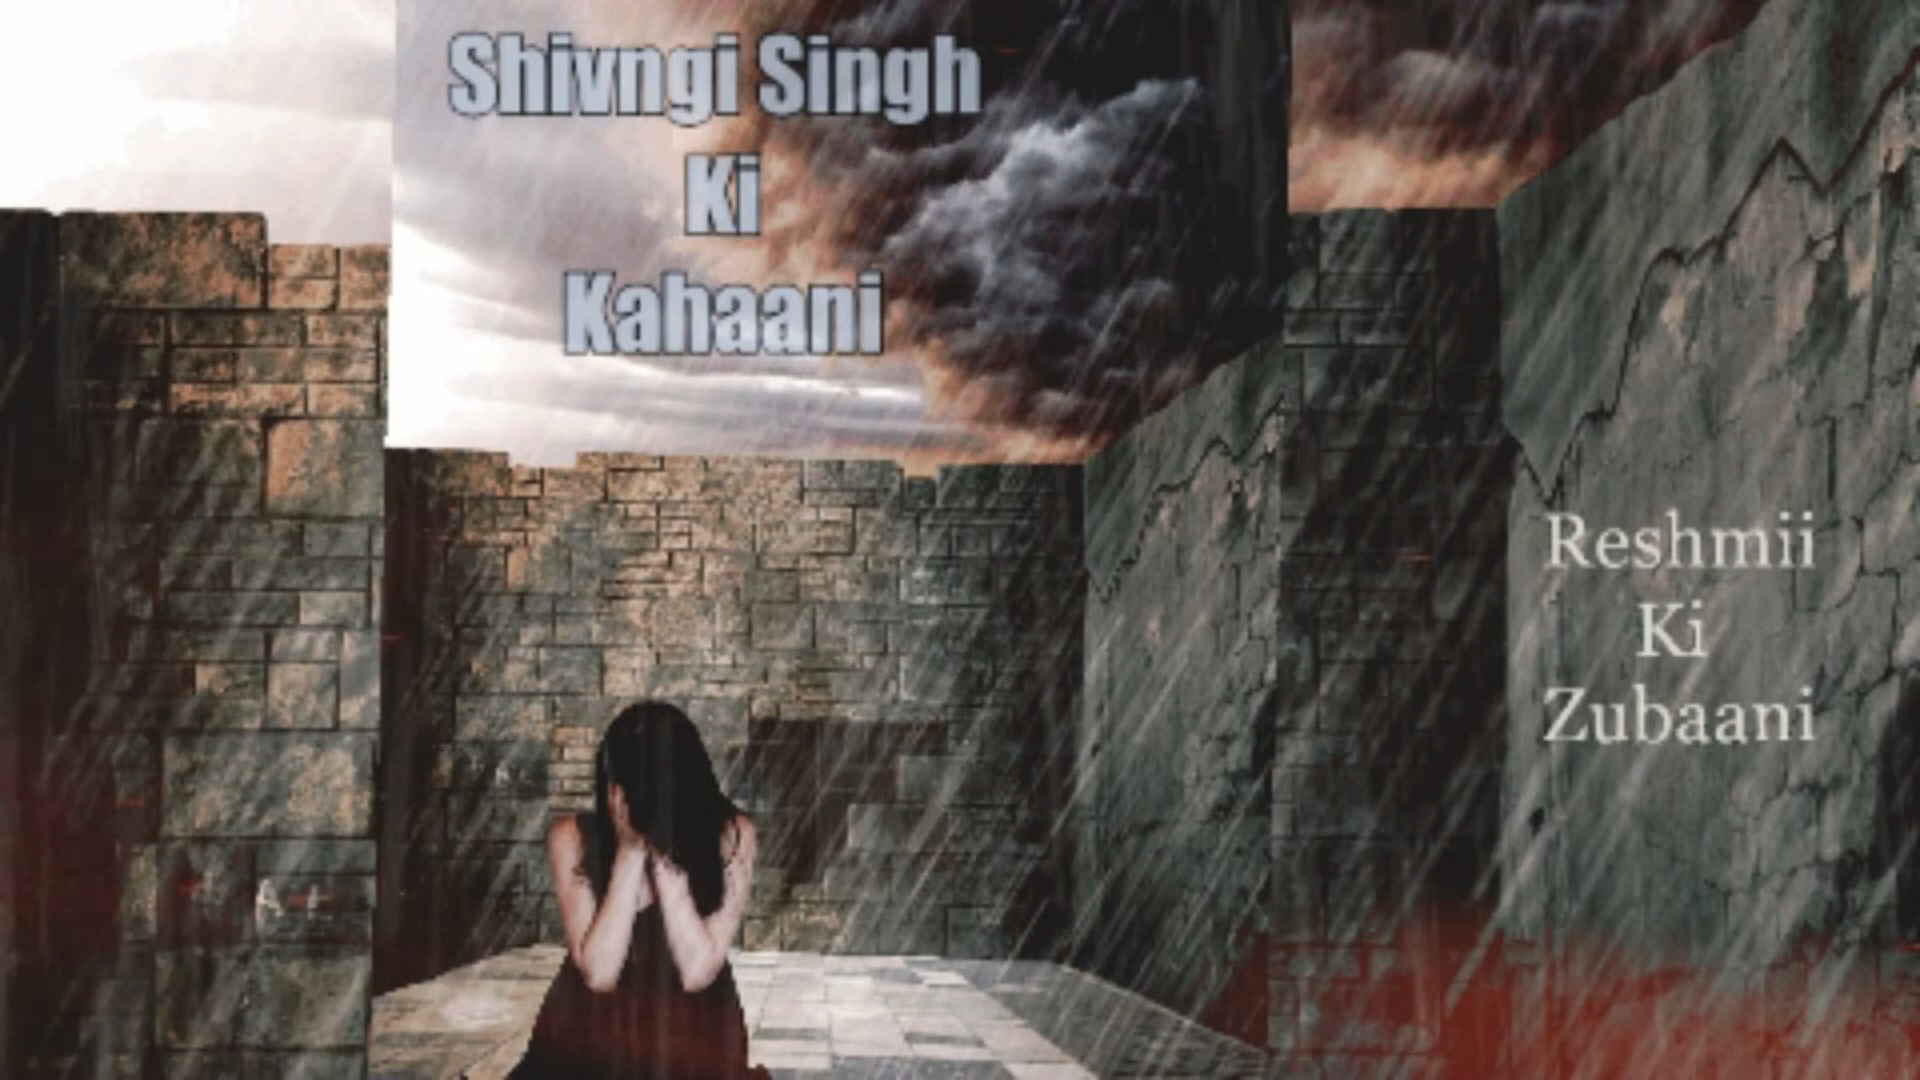 Shivngi Singh
Ki
Kahaani
Reshmii
Ki
Zubaani